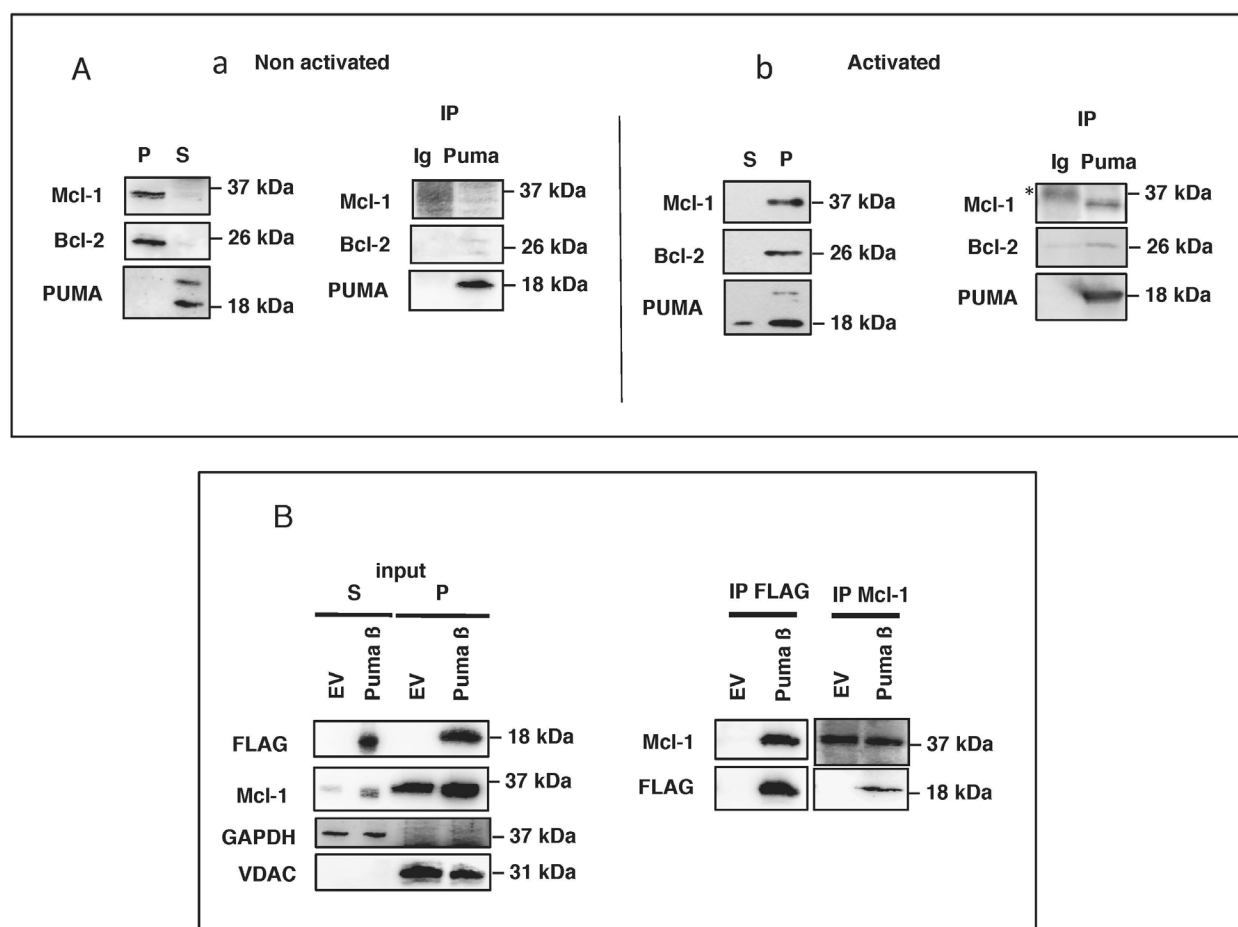 A
a Non activated
b Activated
IP
P S
Ig Puma
Mcl-1
37 kDa
Mcl-1
37 kDa
Bcl-2
26 kDa
Bcl-2
26 kDa
PUMA
18 kDa
PUMA
18 kDa
IP
S P
Ig Puma
Mcl-1
37 kDa
*
Mcl-1
37 kDa
Bcl-2
26 kDa
Bcl-2
26 kDa
PUMA
18 kDa
PUMA
18 kDa
B
input
S P
EV Puma ß EV Puma ß
FLAG
18 kDa
Mcl-1
37 kDa
GAPDH
37 kDa
VDAC
31 kDa
IP FLAG IP Mcl-1
EV Puma ß EV Puma ß
Mcl-1
37 kDa
FLAG
18 kDa